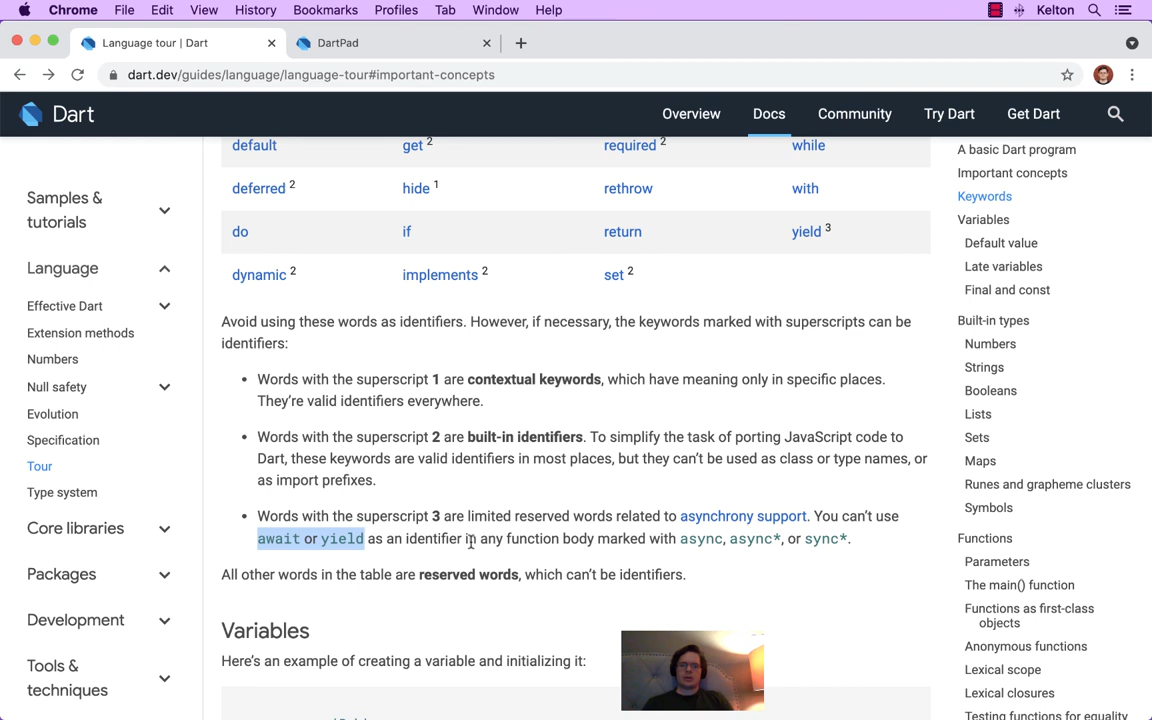 Chrome File Edit View History Bookmarks Profiles Tab Window Help Kelton
Language tour | Dart DartPad
dart.dev/guides/language/language-tour#important-concepts
Dart Overview Docs Community Try Dart Get Dart
Samples & tutorials
Language
Effective Dart
Extension methods
Numbers
Null safety
Evolution
Specification
Tour
Type system
Core libraries
Packages
Development
Tools & techniques
default get 2 required 2 while
deferred 2 hide 1 rethrow with
do if return yield 3
dynamic 2 implements 2 set 2
Avoid using these words as identifiers. However, if necessary, the keywords marked with superscripts can be
identifiers:
• Words with the superscript 1 are contextual keywords, which have meaning only in specific places.
They're valid identifiers everywhere.
• Words with the superscript 2 are built-in identifiers. To simplify the task of porting JavaScript code to
Dart, these keywords are valid identifiers in most places, but they can't be used as class or type names, or
as import prefixes.
• Words with the superscript 3 are limited reserved words related to asynchrony support. You can't use
await or yield as an identifier in any function body marked with async, async*, or sync*.
All other words in the table are reserved words, which can't be identifiers.
Variables
Here's an example of creating a variable and initializing it:
A basic Dart program
Important concepts
Keywords
Variables
Default value
Late variables
Final and const
Built-in types
Numbers
Strings
Booleans
Lists
Sets
Maps
Runes and grapheme clusters
Symbols
Functions
Parameters
The main() function
Functions as first-class
objects
Anonymous functions
Lexical scope
Lexical closures
Testing functions for equality